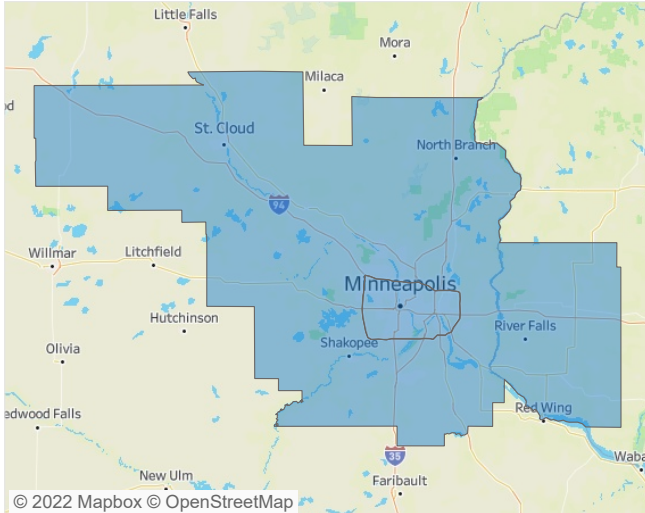 Little Falls
Mora
Milaca
St. Cloud
North Branch
94
Willmar
Litchfield
Minneapolis
Hutchinson
River Falls
Shakopee
Olivia
edwood Falls
Red Wing
35
Waba
New Ulm
Faribault
© 2022 Mapbox © OpenStreetMap